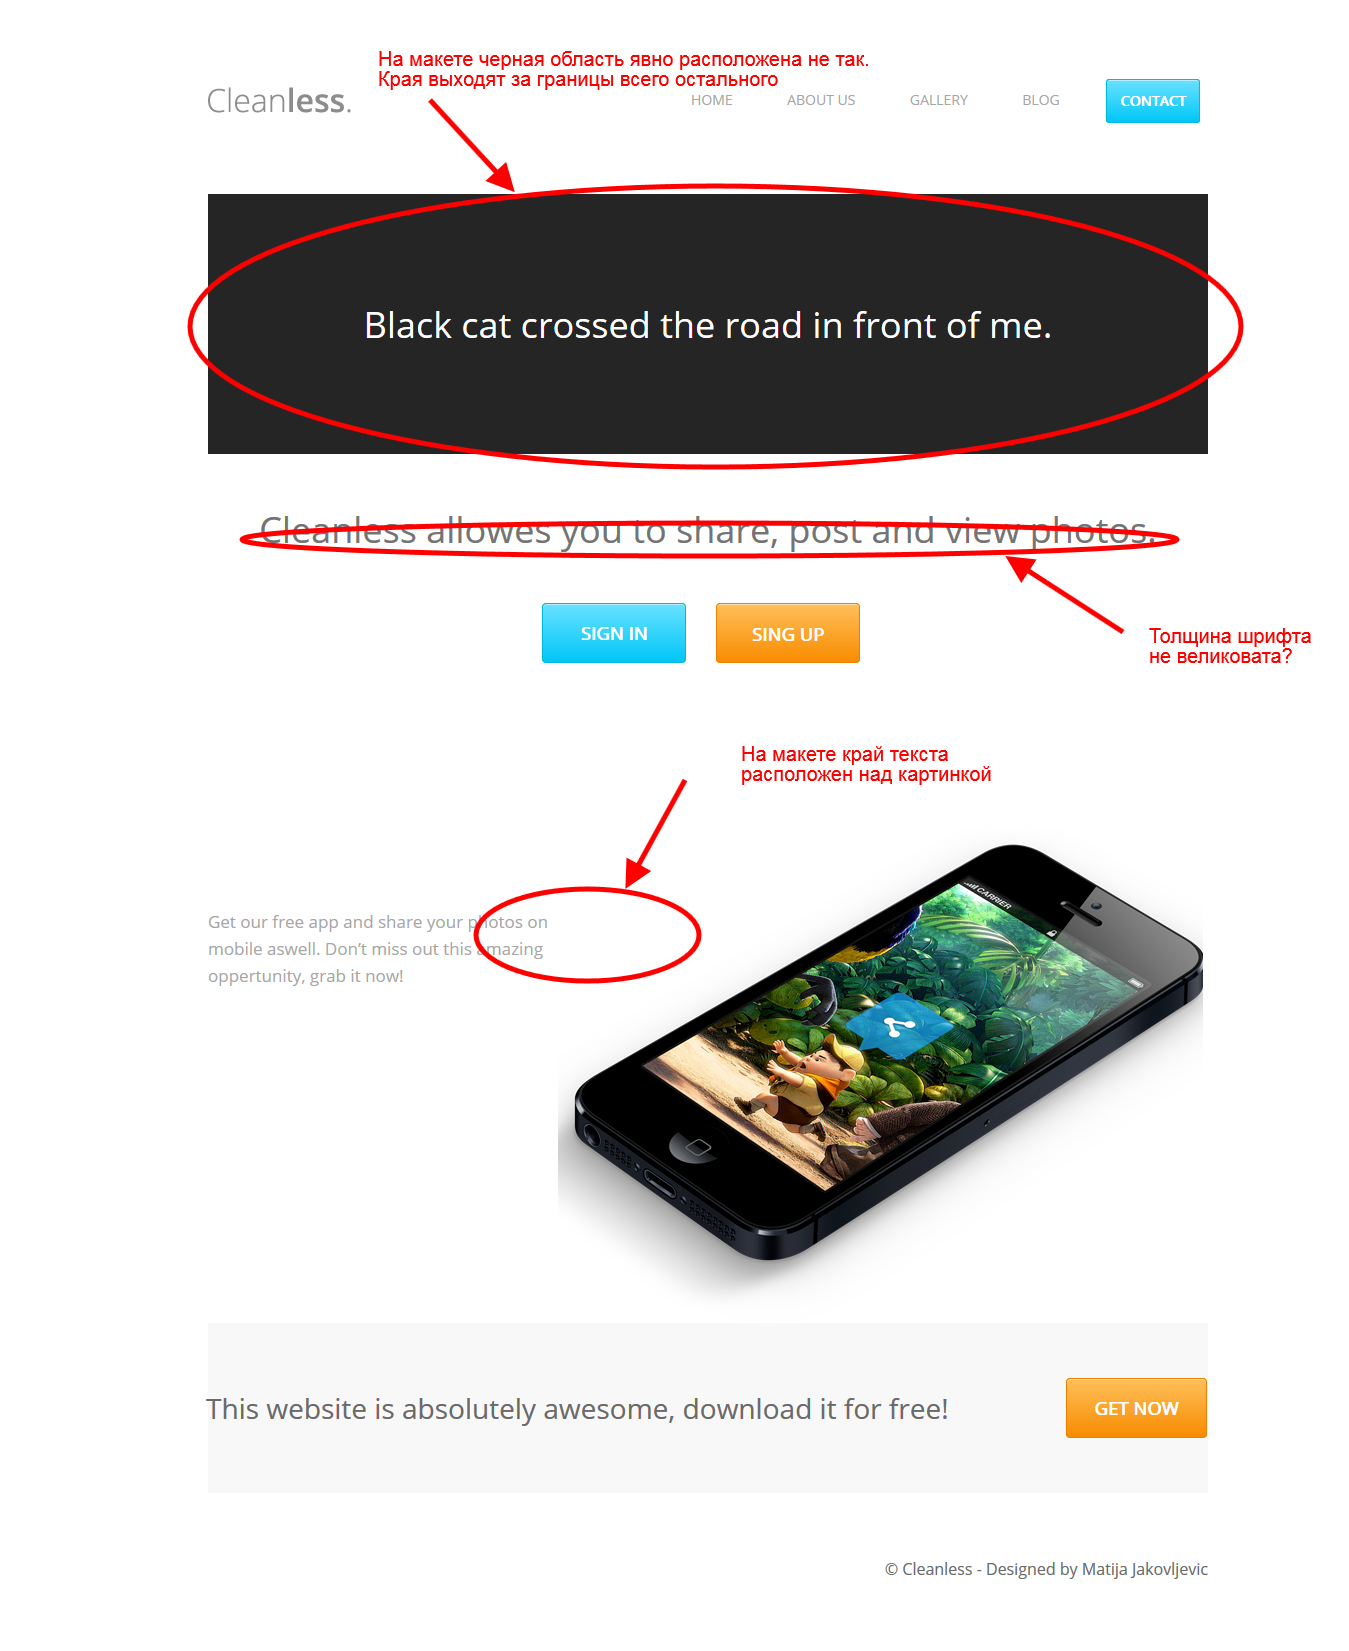 На макете черная область явно расположена не так.
Края выходят за границы всего остального
Cleanless.
HOME ABOUT US GALLERY BLOG CONTACT
Black cat crossed the road in front of me.
Cleanless allowes you to share, post and view photos.
SIGN IN SING UP
Толщина шрифта
не великовата?
На макете край текста
расположен над картинкой
CARRIER
Get our free app and share your photos on
mobile aswell. Don’t miss out this amazing
oppertunity, grab it now!
This website is absolutely awesome, download it for free!
GET NOW
© Cleanless - Designed by Matija Jakovljevic